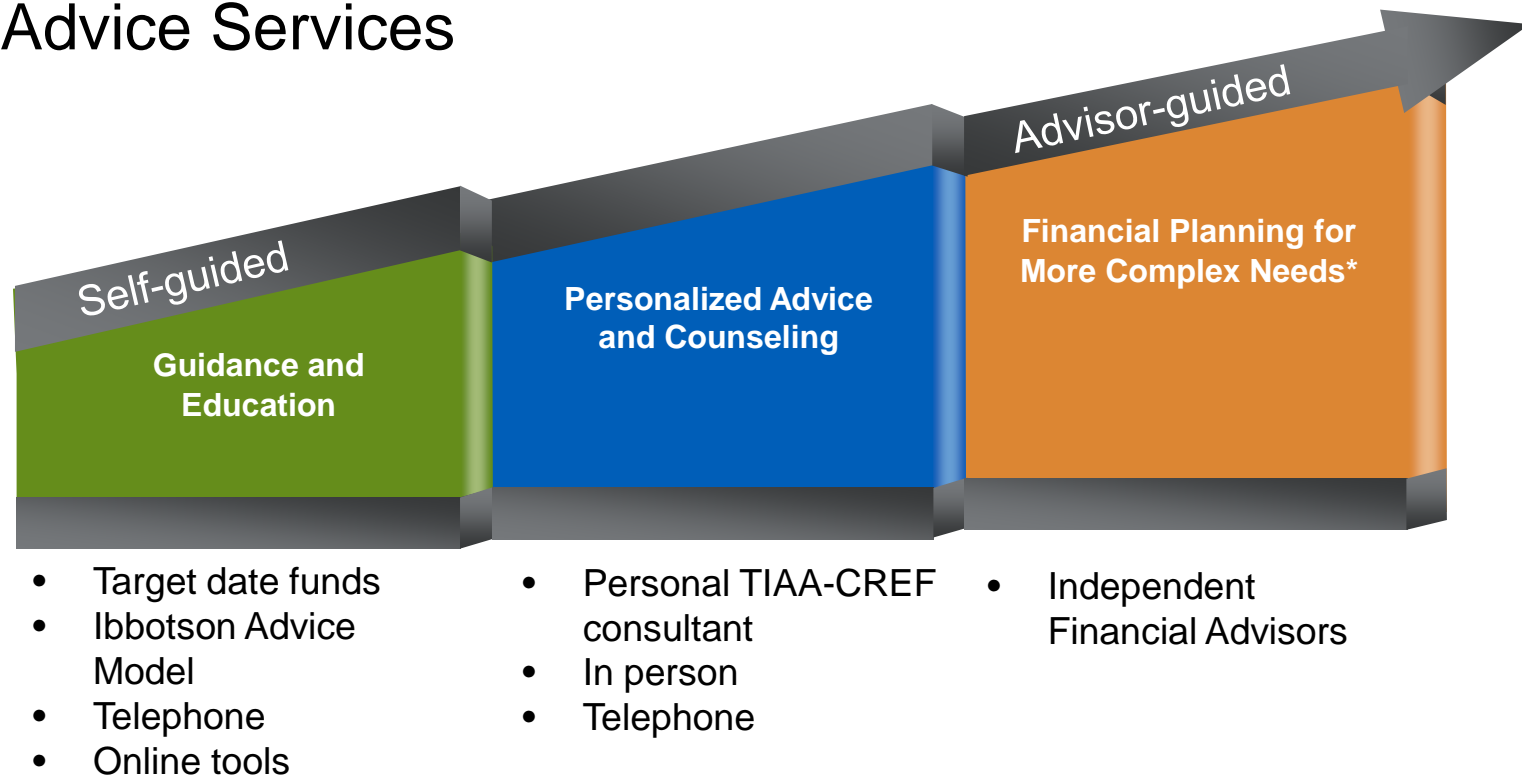 Advice Services
Self-guided
Advisor-guided
Guidance and
Education
Personalized Advice
and Counseling
Financial Planning for
More Complex Needs*
• Target date funds
• Ibbotson Advice
Model
• Telephone
• Online tools
• Personal TIAA-CREF
consultant
• In person
• Telephone
• Independent
Financial Advisors